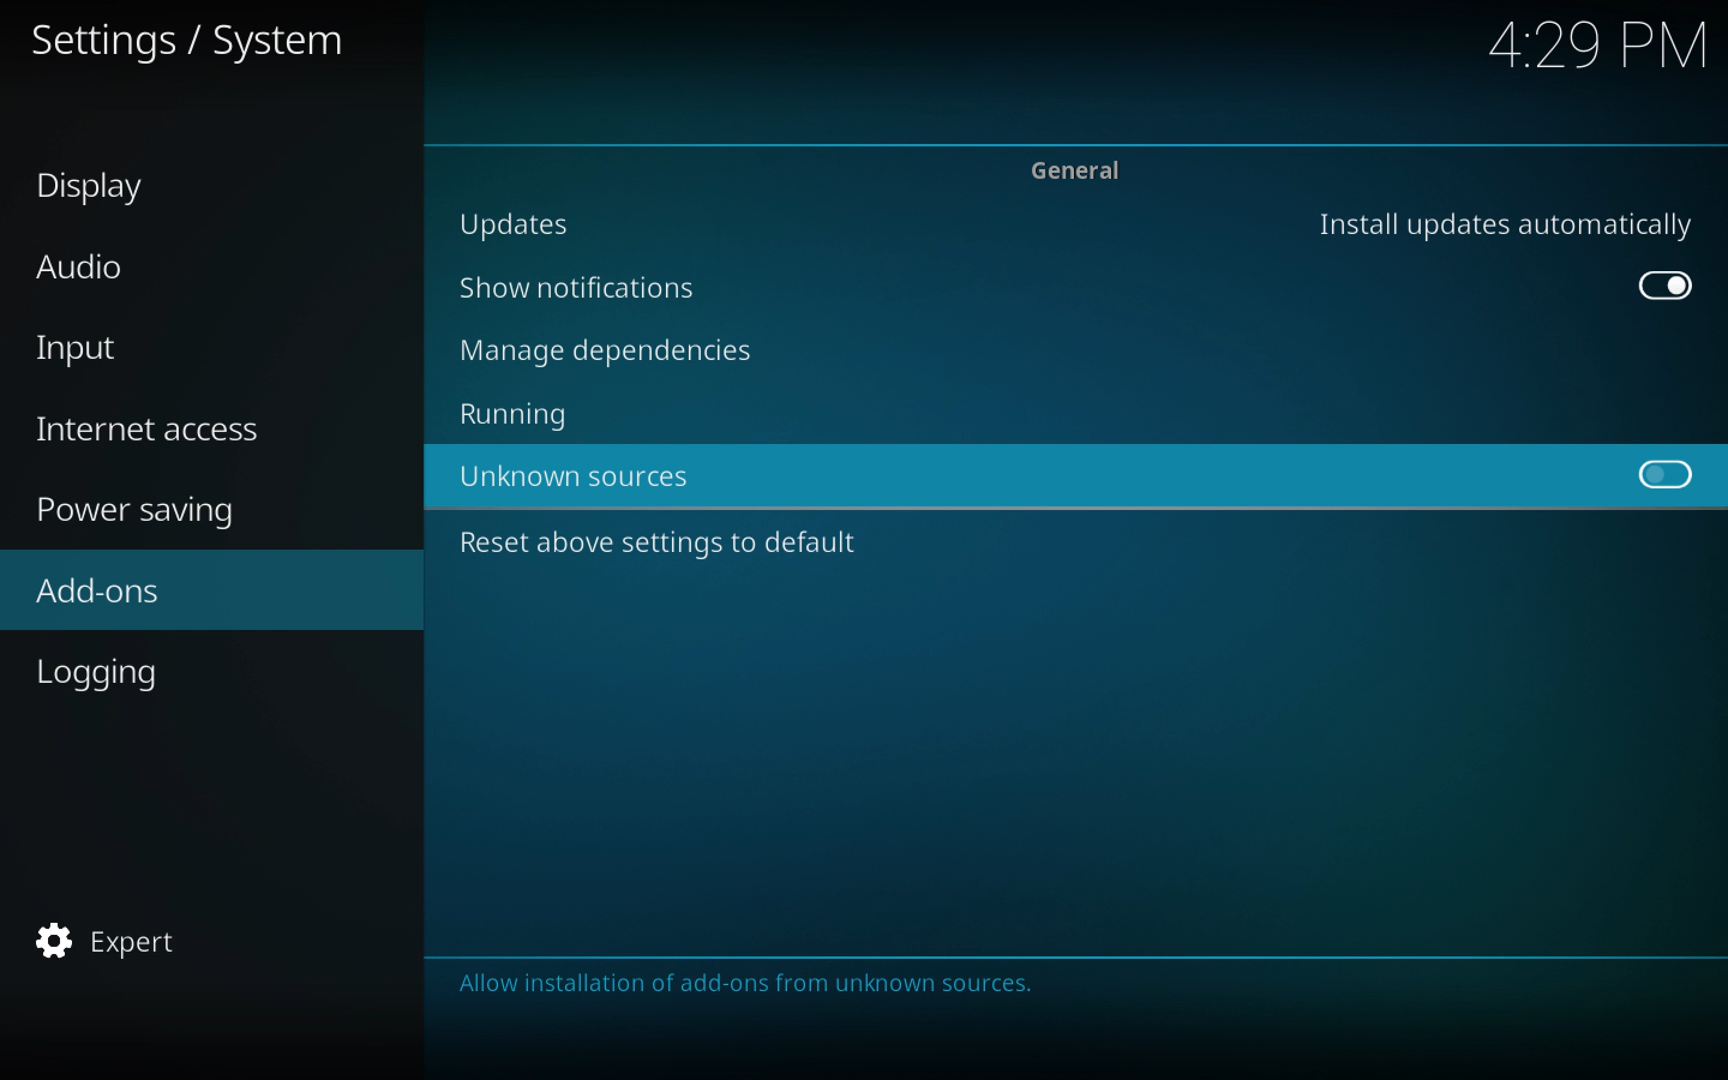 Settings / System
4:29 PM
Display
Audio
Input
Internet access
Power saving
Add-ons
Logging
Expert
General
Updates Install updates automatically
Show notifications
Manage dependencies
Running
Unknown sources
Reset above settings to default
Allow installation of add-ons from unknown sources.